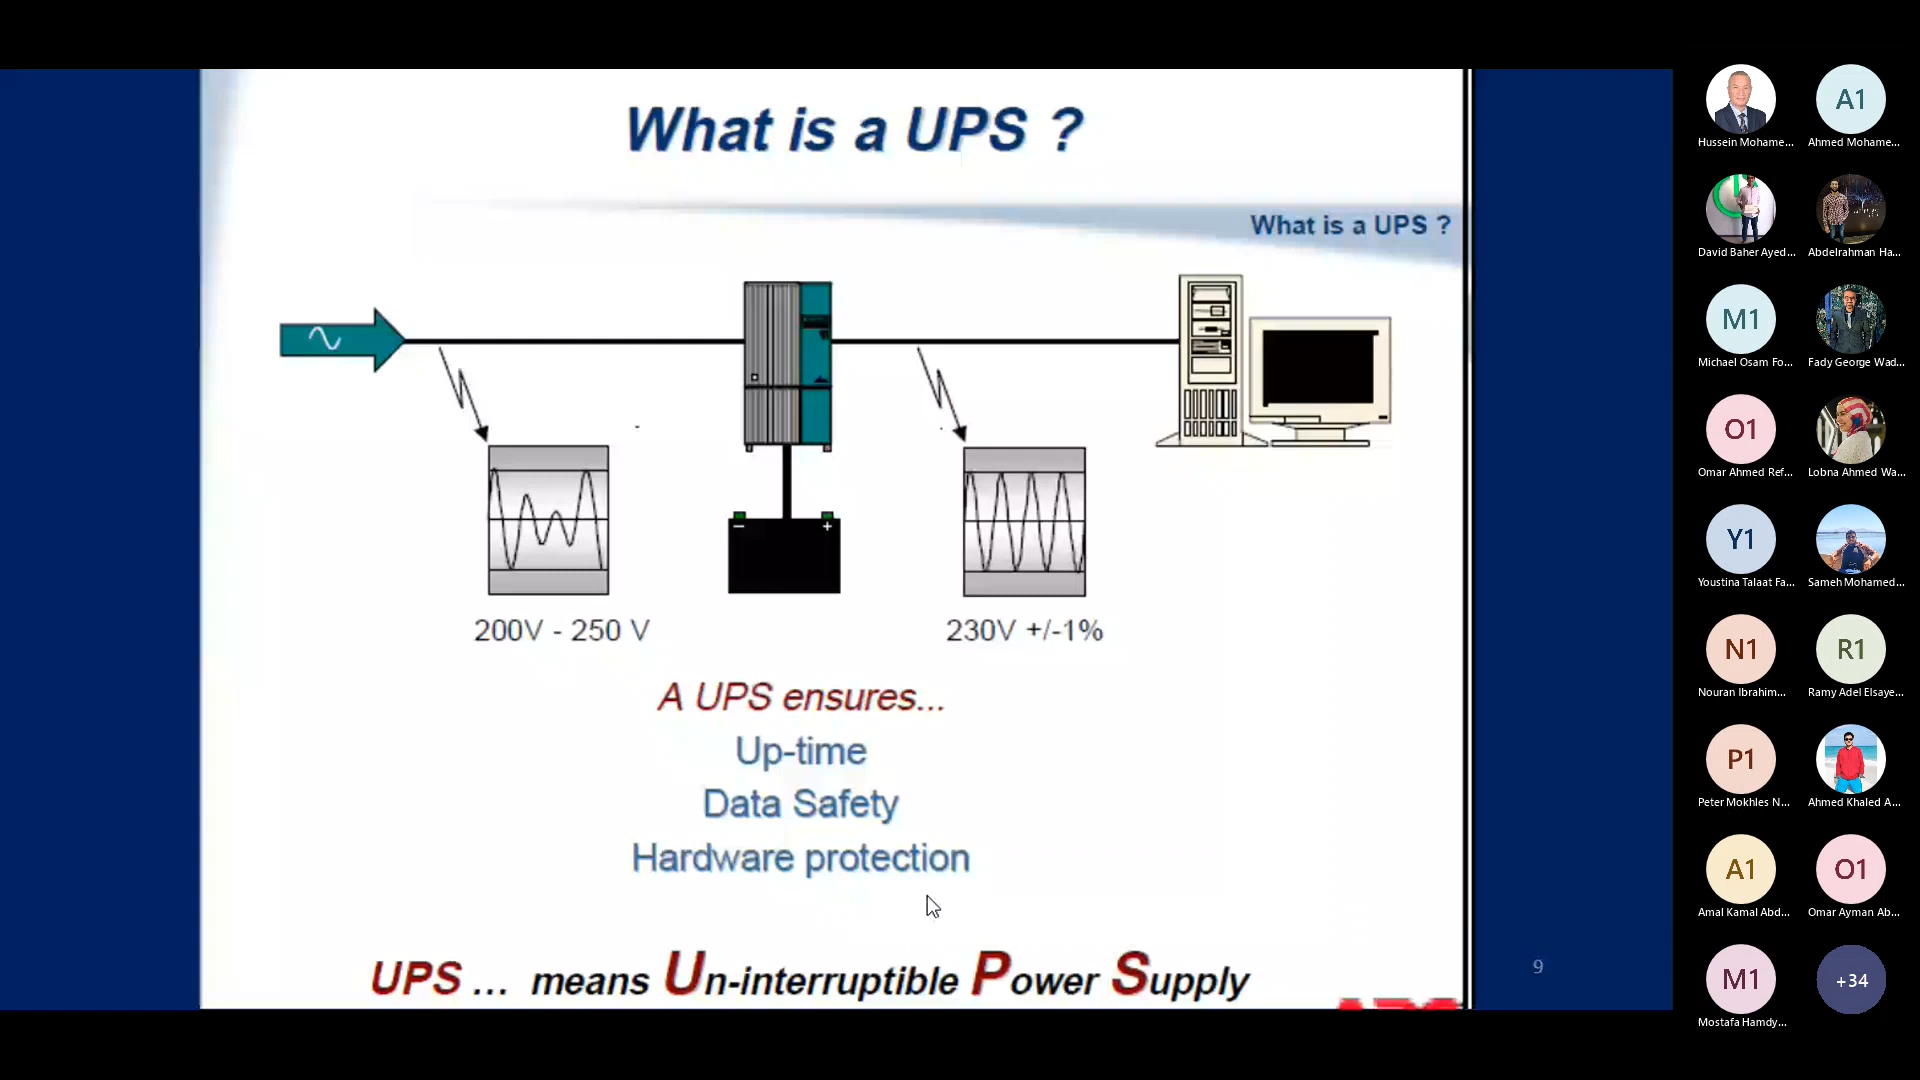 What is a UPS ?
What is a UPS ?
200V - 250 V
230V +/-1%
A UPS ensures...
Up-time
Data Safety
Hardware protection
UPS ... means Un-interruptible Power Supply
9
Hussein Mohame...
A1
Ahmed Mohame...
David Baher Ayed...
Abdelrahman Ha...
M1
Michael Osam Fo...
Fady George Wad...
O1
Omar Ahmed Ref...
Lobna Ahmed Wa...
Y1
Youstina Talaat Fa...
Sameh Mohamed...
N1
Nouran Ibrahim...
R1
Ramy Adel Elsaye...
P1
Peter Mokhles N...
Ahmed Khaled A...
A1
Amal Kamal Abd...
O1
Omar Ayman Ab...
M1
Mostafa Hamdy...
+34